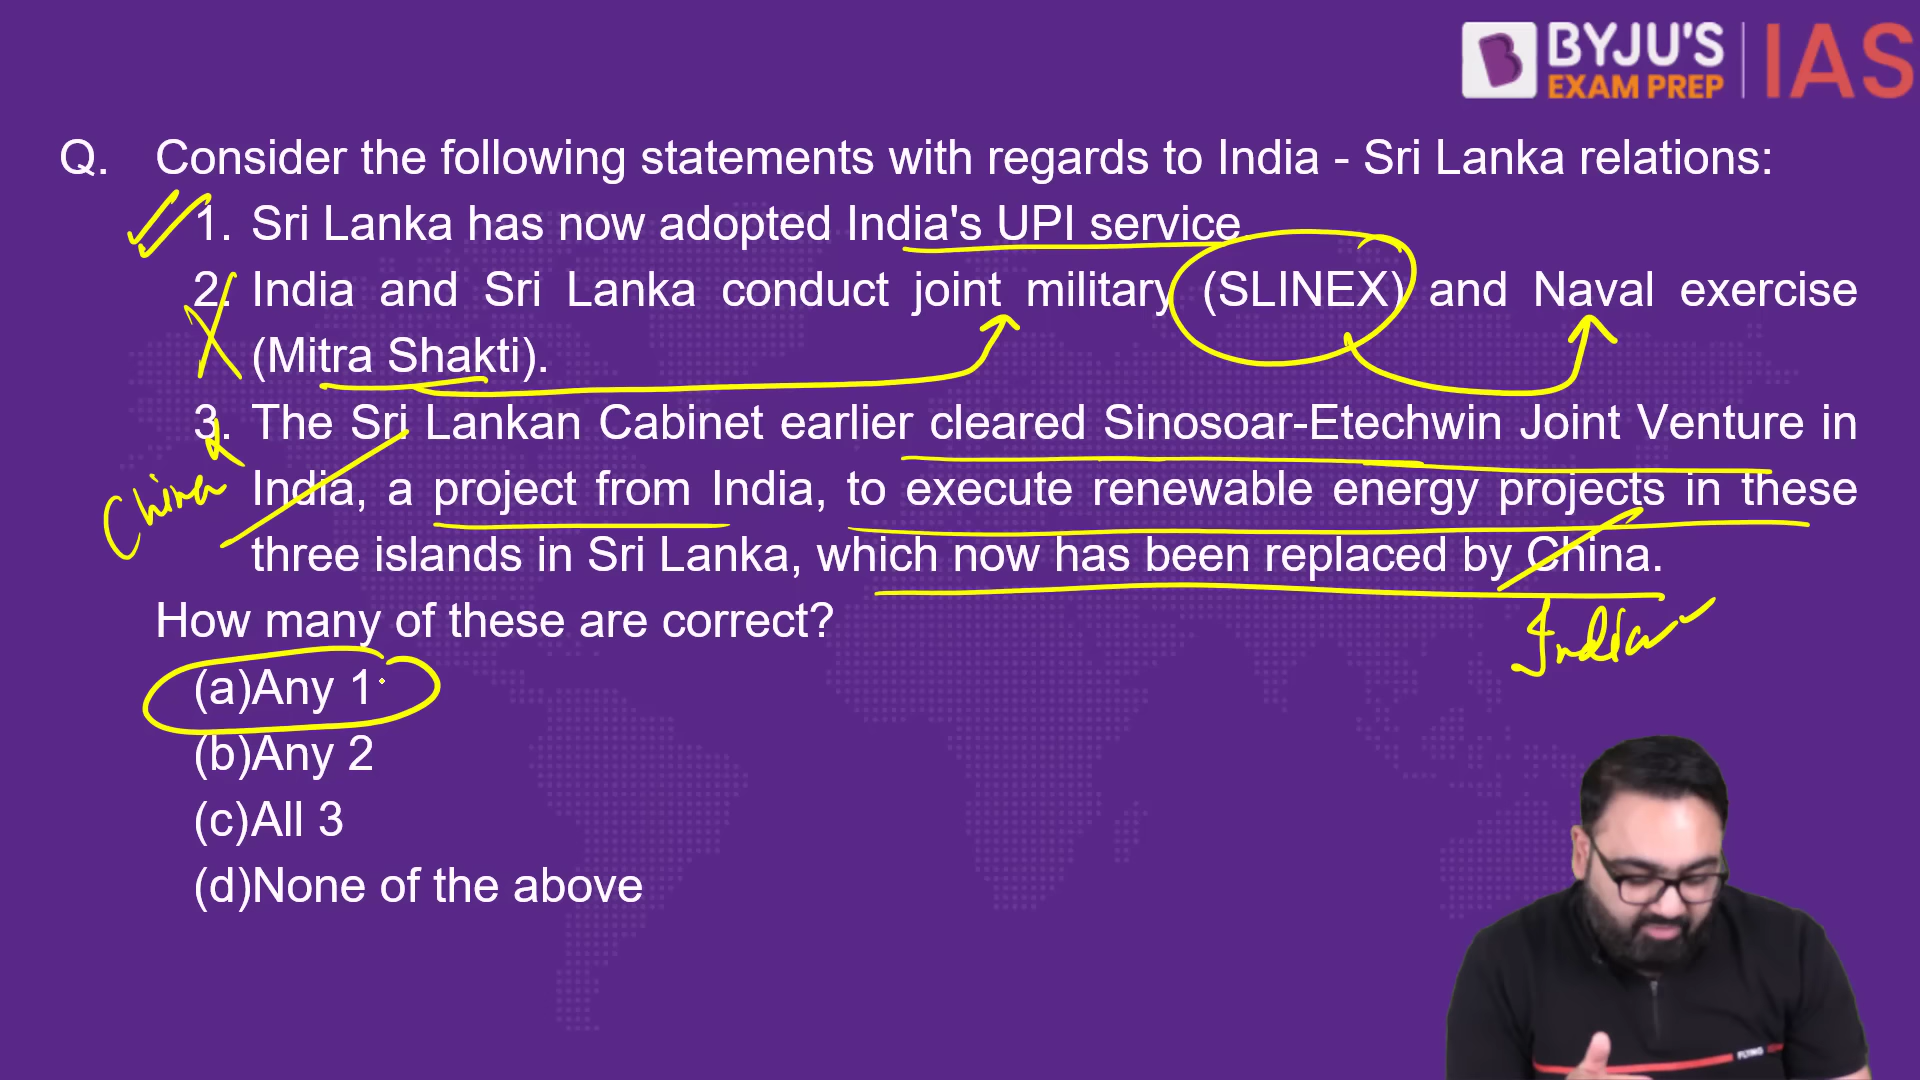 BYJU'S
EXAM PREP
IAS
Q. Consider the following statements with regards to India - Sri Lanka relations:
1. Sri Lanka has now adopted India's UPI service.
2. India and Sri Lanka conduct joint military (SLINEX) and Naval exercise
(Mitra Shakti).
3. The Sri Lankan Cabinet earlier cleared Sinosoar-Etechwin Joint Venture in
China
India, a project from India, to execute renewable energy projects in these
three islands in Sri Lanka, which now has been replaced by China.
India
How many of these are correct?
(a)Any 1
(b)Any 2
(c)All 3
(d)None of the above